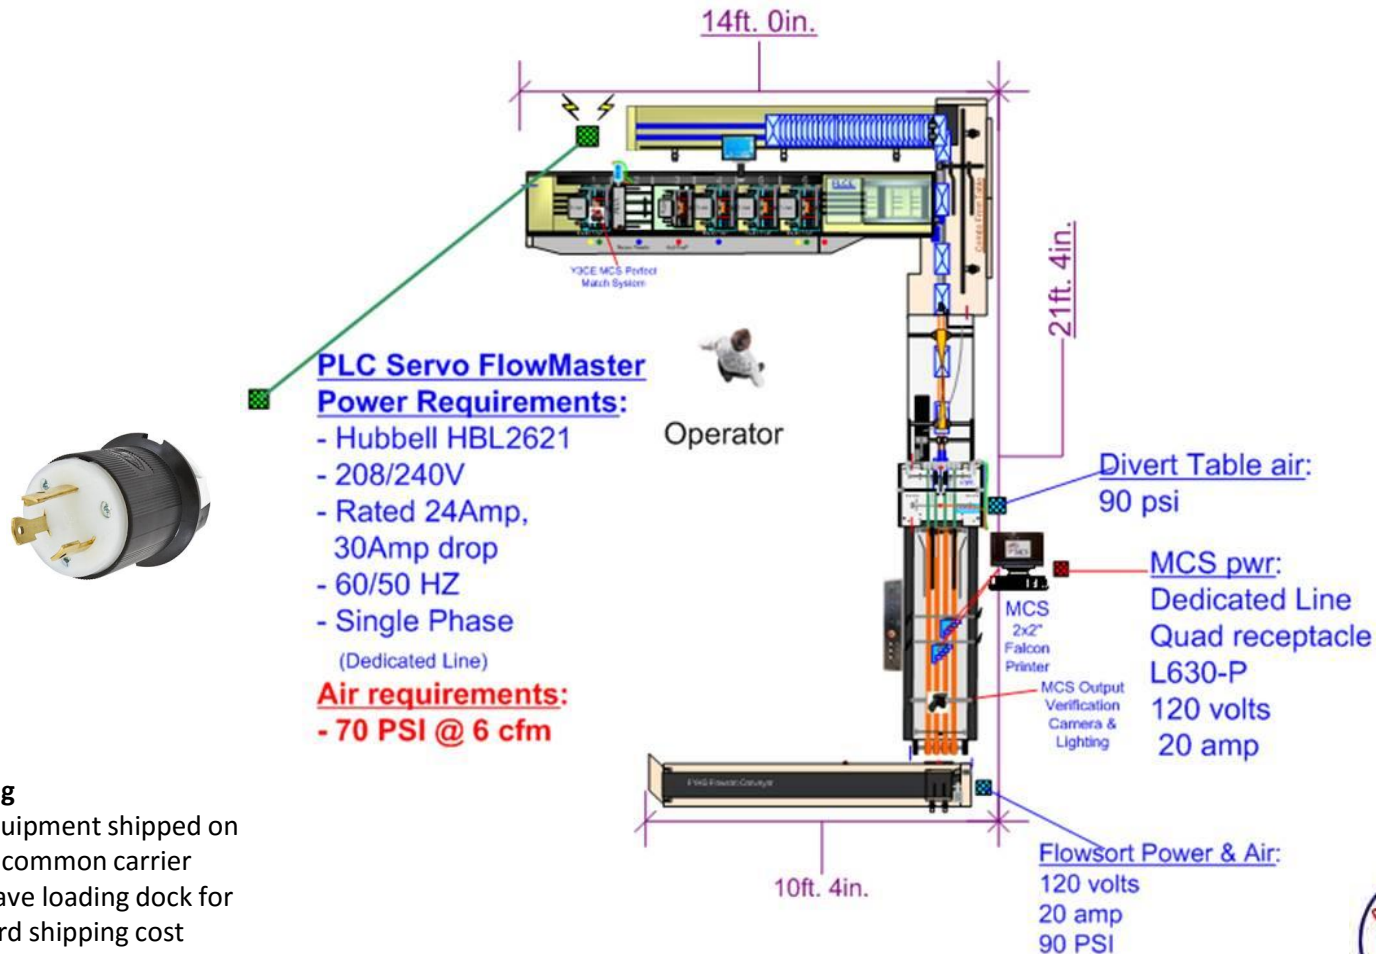 14ft. 0in.
21ft. 4in.
Y3CE MCS Perfect
Match System
PLC Servo FlowMaster
Power Requirements:
- Hubbell HBL2621
- 208/240V
- Rated 24Amp,
30Amp drop
- 60/50 HZ
- Single Phase
(Dedicated Line)
Air requirements:
- 70 PSI @ 6 cfm
Operator
Divert Table air:
90 psi
MCS pwr:
Dedicated Line
Quad receptacle
L630-P
120 volts
20 amp
MCS
2x2"
Falcon
Printer
MCS Output
Verification
Camera &
Lighting
10ft. 4in.
Flowsort Power & Air:
120 volts
20 amp
90 PSI
g
uipment shipped on
common carrier
ave loading dock for
rd shipping cost